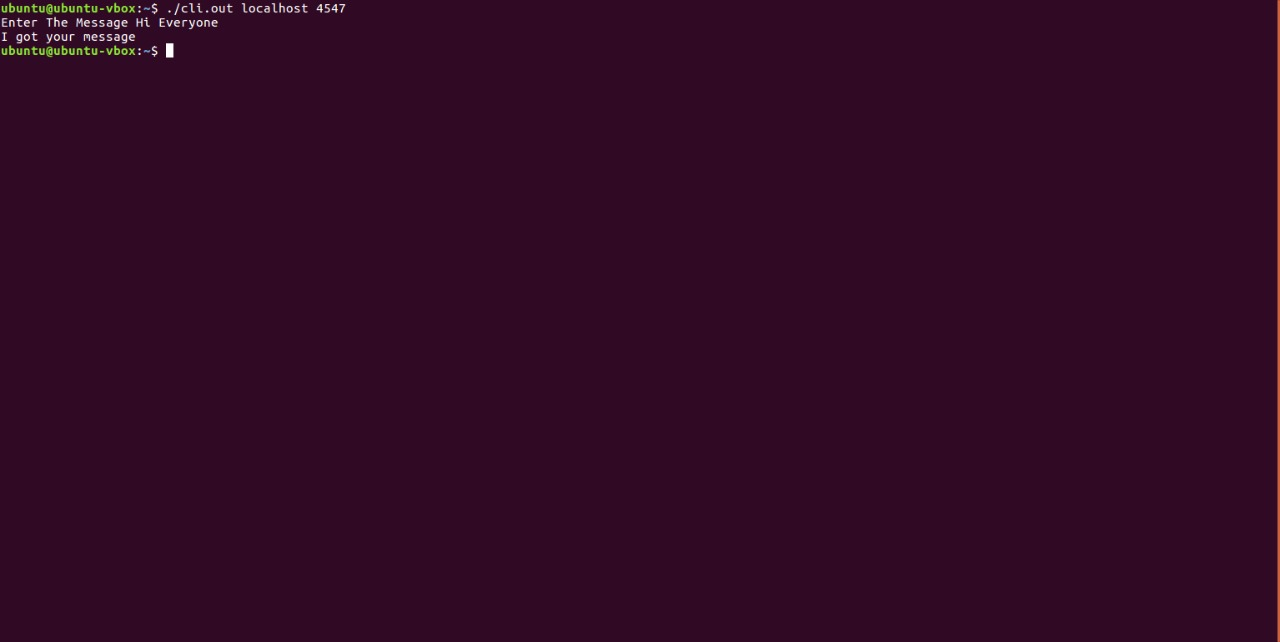 ubuntu@ubuntu-vbox:~$ ./cli.out localhost 4547
Enter The Message Hi Everyone
I got your message
ubuntu@ubuntu-vbox:~$